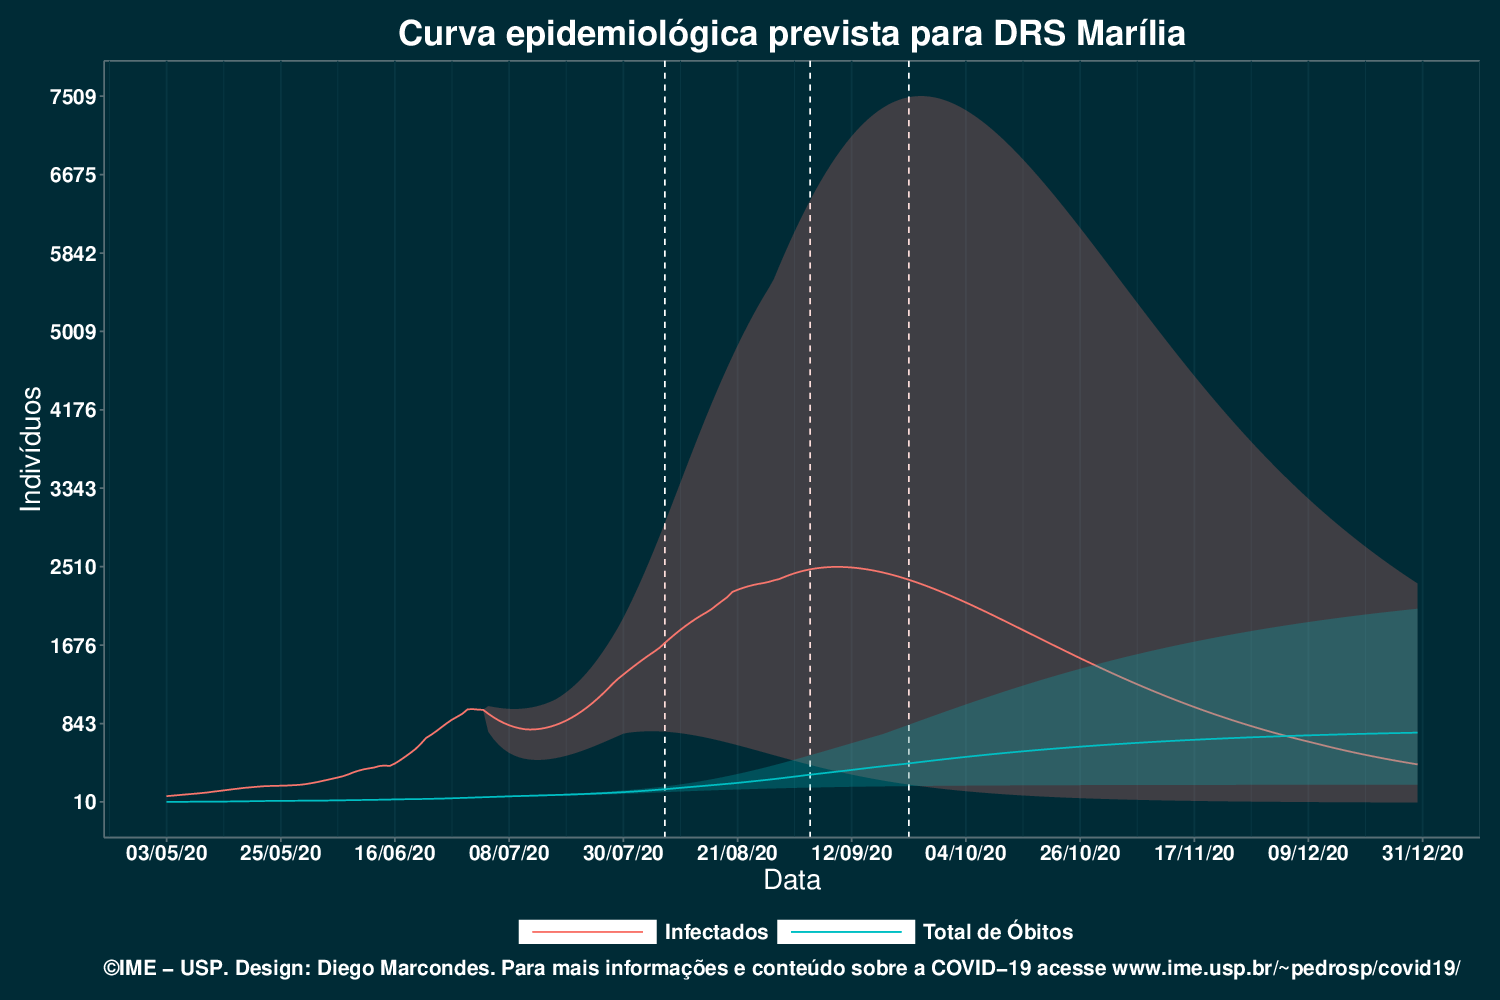 Curva epidemiológica prevista para DRS Marília
Indivíduos
7509
6675
5842
5009
4176
3343
2510
1676
843
10
03/05/20 25/05/20 16/06/20 08/07/20 30/07/20 21/08/20 12/09/20 04/10/20 26/10/20 17/11/20 09/12/20 31/12/20
Data
Infectados Total de Óbitos
©IME – USP. Design: Diego Marcondes. Para mais informações e conteúdo sobre a COVID–19 acesse www.ime.usp.br/~pedrosp/covid19/